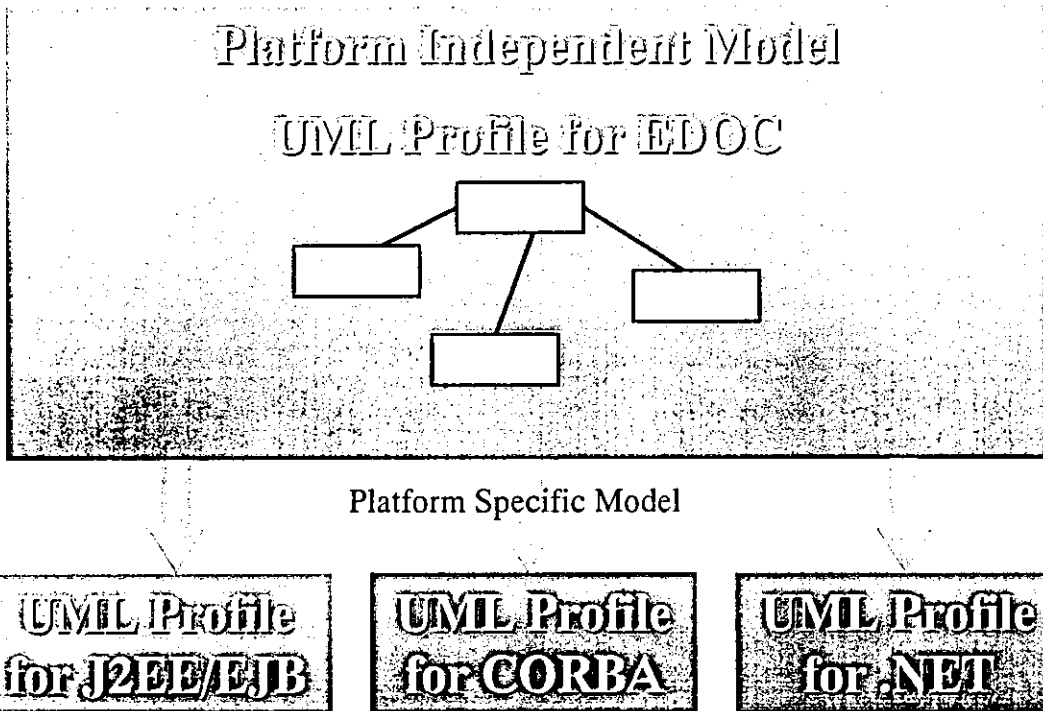 Platform Independent Model
UML Profile for EDOC
Platform Specific Model
UML Profile
for J2EE/EJB
UML Profile
for CORBA
UML Profile
for .NET